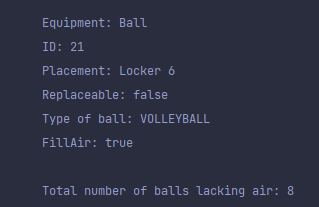 Equipment: Ball
ID: 21
Placement: Locker 6
Replaceable: false
Type of ball: VOLLEYBALL
FillAir: true
Total number of balls lacking air: 8